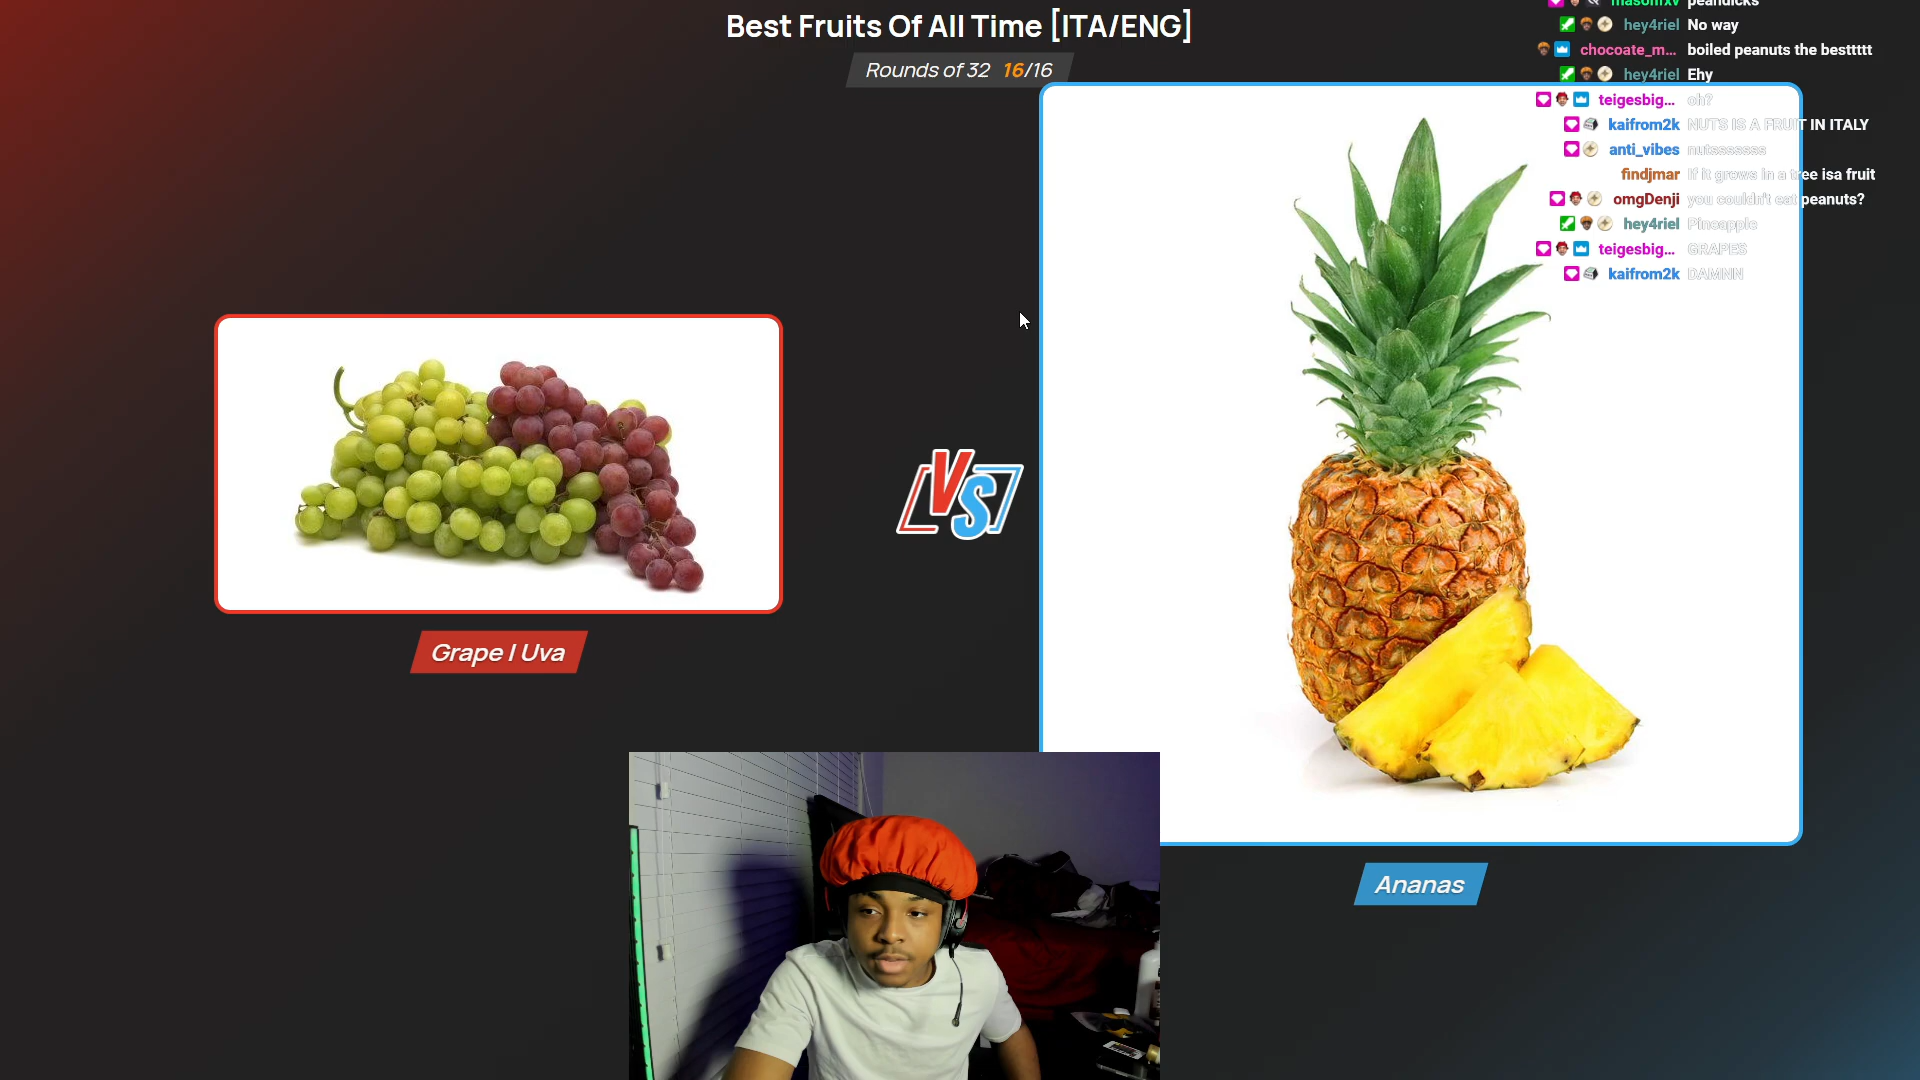 Best Fruits Of All Time [ITA/ENG]
Rounds of 32 16/16
masonfxv peandicks
hey4riel No way
chocoate_m... boiled peanuts the besttttt
hey4riel Ehy
teigesbig... oh?
kaifrom2k NUTS IS A FRUIT IN ITALY
anti_vibes nutsssssss
findjmar If it grows in a tree isa fruit
omgDenji you couldn't eat peanuts?
hey4riel Pineapple
teigesbig... GRAPES
kaifrom2k DAMNN
VS
Grape I Uva
Ananas